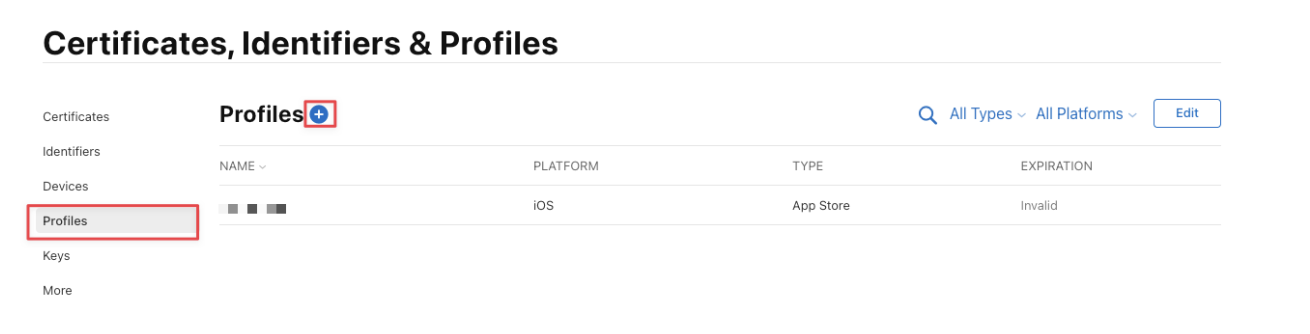 Certificates, Identifiers & Profiles
Certificates
Identifiers
Devices
Profiles
Keys
More
Profiles
All Types
All Platforms
Edit
NAME PLATFORM TYPE EXPIRATION
iOS App Store Invalid